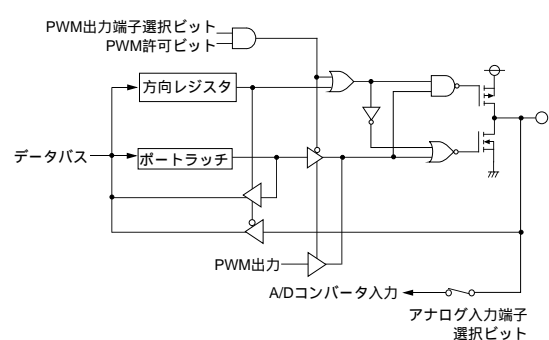 PWM出力端子選択ビット
PWM許可ビット
方向レジスタ
データバス
ポートラッチ
PWM出力
A/Dコンバータ入力
アナログ入力端子
選択ビット